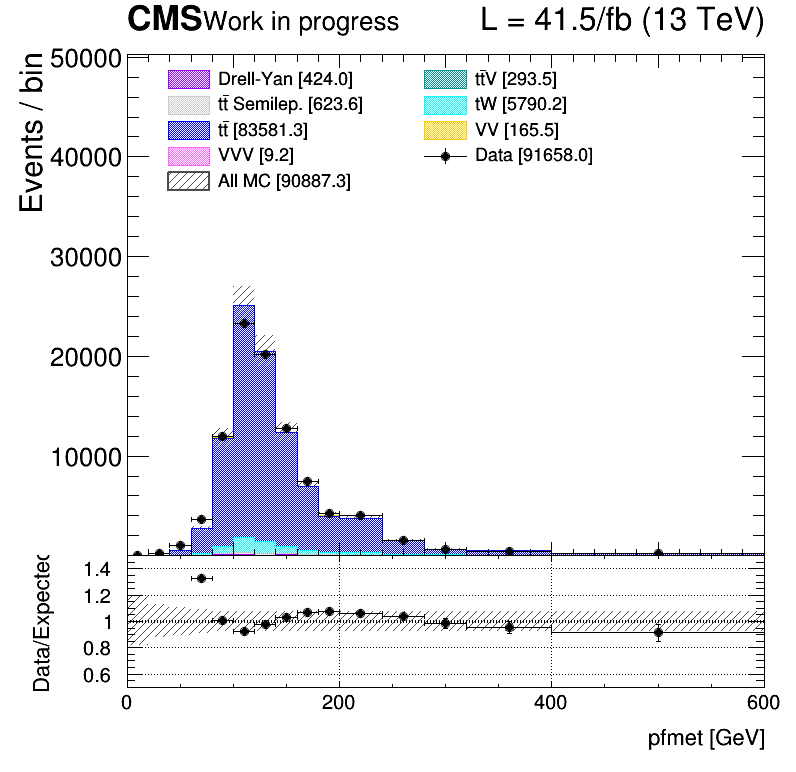 CMS Work in progress L = 41.5/fb (13 TeV)
Events / bin
50000
40000
30000
20000
10000
Drell-Yan [424.0]
tt̄ Semilep. [623.6]
tt̄ [83581.3]
VVV [9.2]
All MC [90887.3]
tt̄V [293.5]
tW [5790.2]
VV [165.5]
Data [91658.0]
Data/Expected
1.4
1.2
1
0.8
0.6
0 200 400 600
pfmet [GeV]